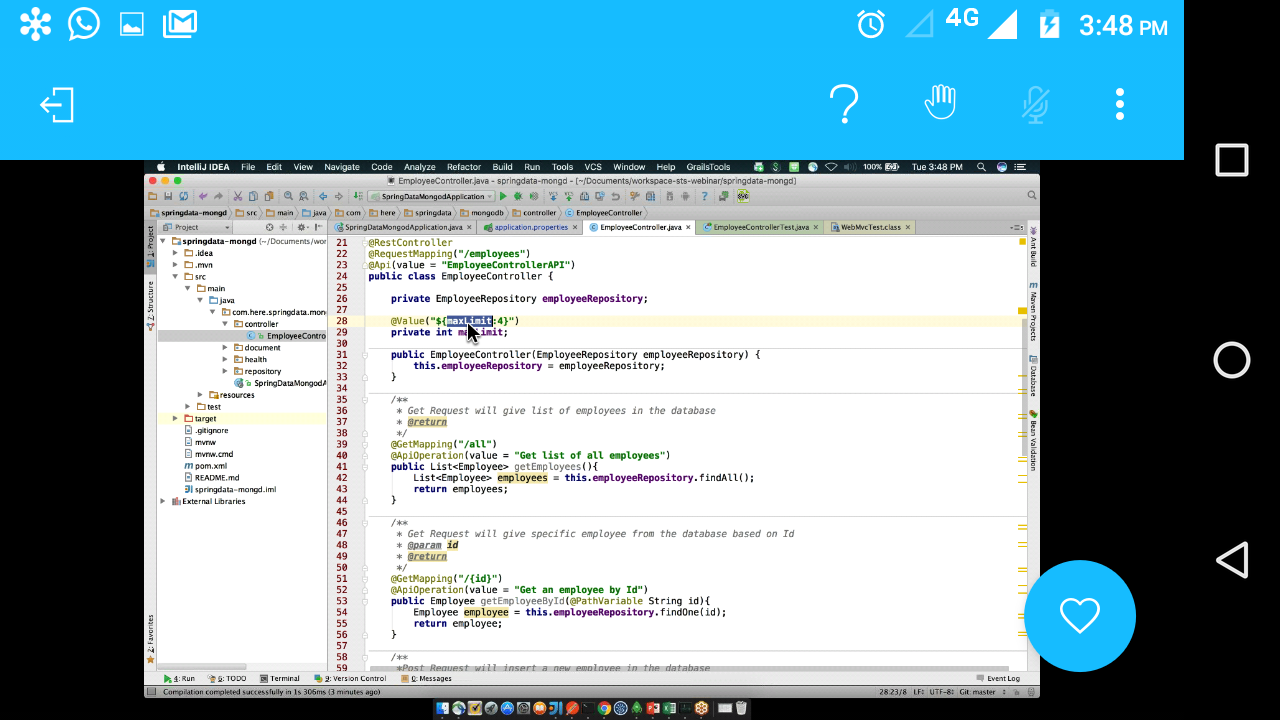 4G 3:48 PM
?
IntelliJ IDEA File Edit View Navigate Code Analyze Refactor Build Run Tools VCS Window Help GrailsTools 100% Tue 3:48 PM
EmployeeController.java - springdata-mongd - [~/Documents/workspace-sts-webinar/springdata-mongd]
SpringDataMongodApplication
springdata-mongd src main java com here springdata mongodb controller EmployeeController
Project
SpringDataMongodApplication.java application.properties EmployeeController.java EmployeeControllerTest.java WebMvcTest.class
1: Project
Structure
2: Favorites
springdata-mongd (~/Documents/wor
.idea
.mvn
src
main
java
com.here.springdata.mon
controller
EmployeeContro
document
health
repository
SpringDataMongodA
resources
test
target
.gitignore
mvnw
mvnw.cmd
pom.xml
README.md
springdata-mongd.iml
External Libraries
21 @RestController
22 @RequestMapping("/employees")
23 @Api(value = "EmployeeControllerAPI")
24 public class EmployeeController {
25
26 private EmployeeRepository employeeRepository;
27
28 @Value("${maxLimit:4}")
29 private int maxLimit;
30
31 public EmployeeController(EmployeeRepository employeeRepository) {
32 this.employeeRepository = employeeRepository;
33 }
34
35 /**
36 * Get Request will give list of employees in the database
37 * @return
38 */
39 @GetMapping("/all")
40 @ApiOperation(value = "Get list of all employees")
41 public List<Employee> getEmployees(){
42 List<Employee> employees = this.employeeRepository.findAll();
43 return employees;
44 }
45
46 /**
47 * Get Request will give specific employee from the database based on Id
48 * @param id
49 * @return
50 */
51 @GetMapping("/{id}")
52 @ApiOperation(value = "Get an employee by Id")
53 public Employee getEmployeeById(@PathVariable String id){
54 Employee employee = this.employeeRepository.findOne(id);
55 return employee;
56 }
57
58 /**
59 *Post Request will insert a new employee in the database
Ant Build
Maven Projects
Database
Bean Validation
4: Run 6: TODO Terminal 9: Version Control 0: Messages Event Log
Compilation completed successfully in 1s 306ms (3 minutes ago) 28:23/8 LF÷ UTF-8÷ Git: master